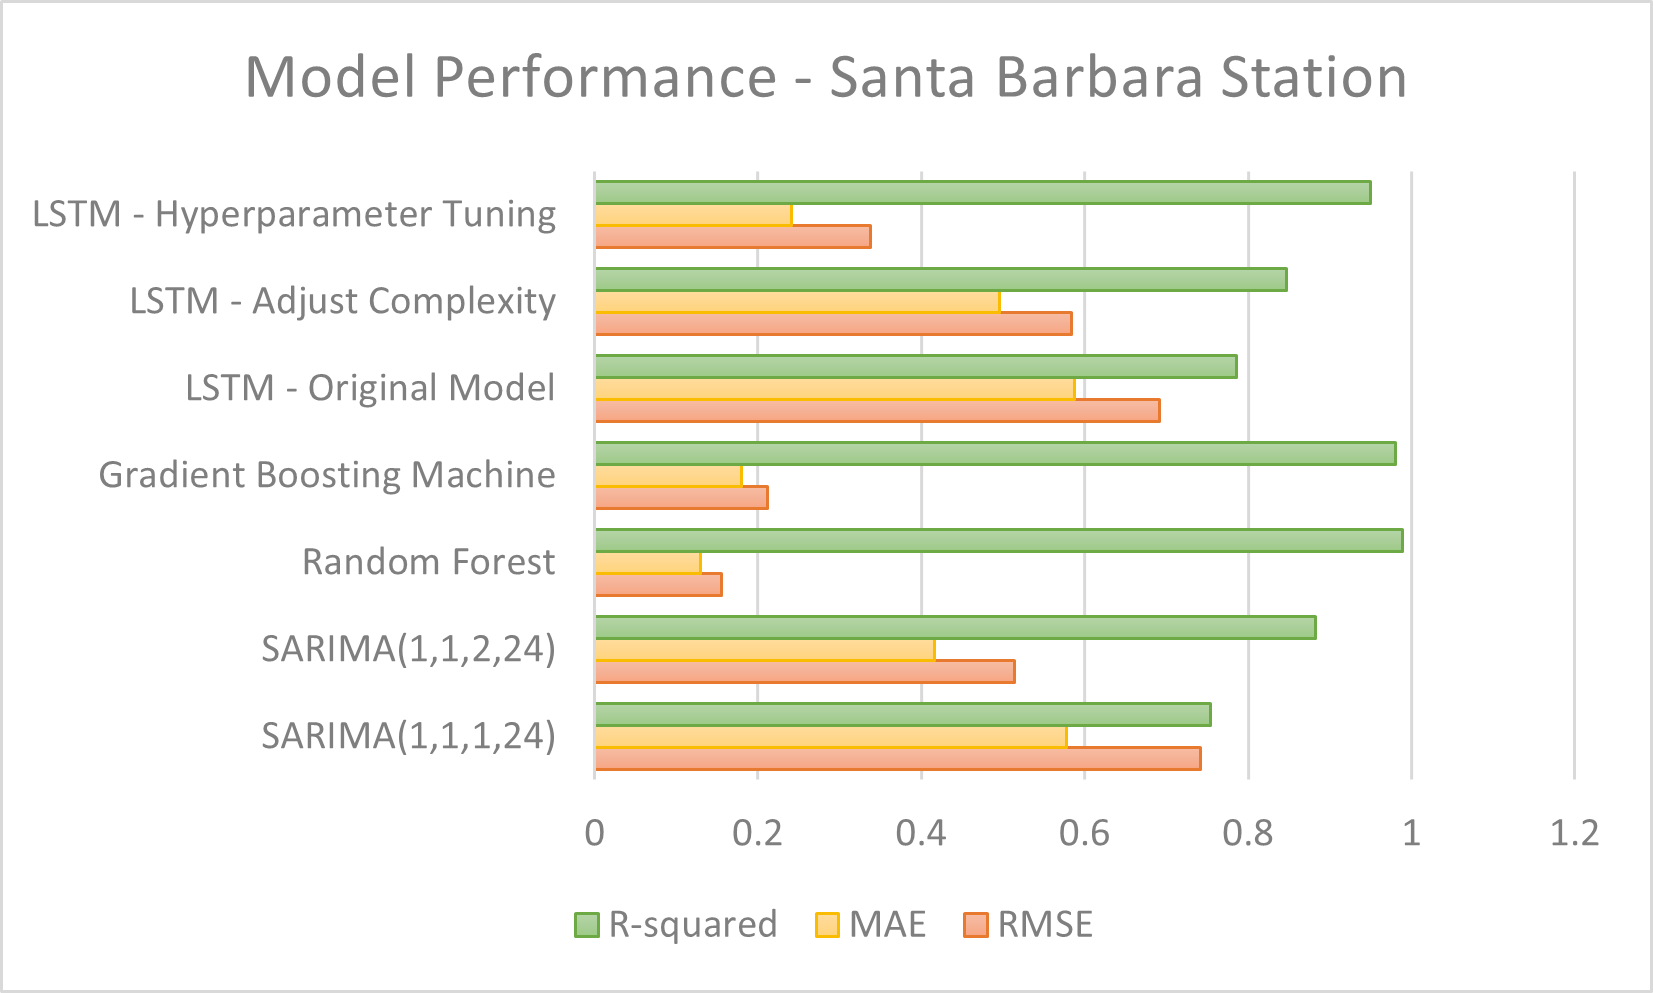 Model Performance - Santa Barbara Station
LSTM - Hyperparameter Tuning
LSTM - Adjust Complexity
LSTM - Original Model
Gradient Boosting Machine
Random Forest
SARIMA(1,1,2,24)
SARIMA(1,1,1,24)
0 0.2 0.4 0.6 0.8 1 1.2
R-squared MAE RMSE